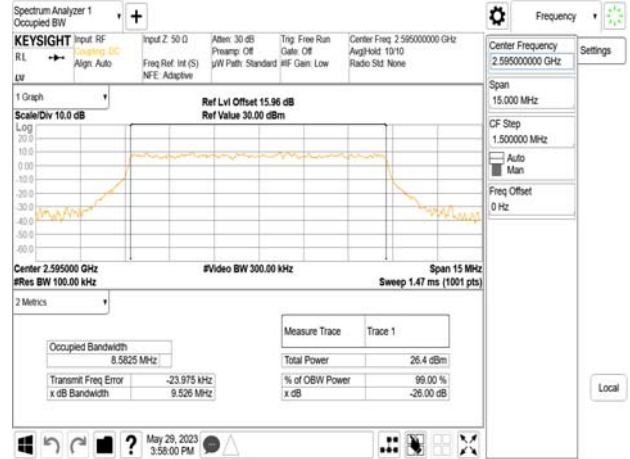 Spectrum Analyzer 1
Occupied BW
Frequency
KEYSIGHT
Input: RF
Coupling: DC
Align: Auto
RL
Input Z: 50 Ω
Freq Ref: Int (S)
NFE: Adaptive
Atten: 30 dB
Preamp: Off
µW Path: Standard
Trig: Free Run
Gate: Off
#IF Gain: Low
Center Freq: 2.595000000 GHz
Avg|Hold: 10/10
Radio Std: None
Center Frequency
2.595000000 GHz
Settings
Span
15.000 MHz
CF Step
1.500000 MHz
Auto
Man
Freq Offset
0 Hz
Local
1 Graph
Scale/Div 10.0 dB
Ref Lvl Offset 15.96 dB
Ref Value 30.00 dBm
Log
20.0
10.0
0.00
-10.0
-20.0
-30.0
-40.0
-50.0
-60.0
Center 2.595000 GHz
#Res BW 100.00 kHz
#Video BW 300.00 kHz
Span 15 MHz
Sweep 1.47 ms (1001 pts)
2 Metrics
Measure Trace Trace 1
Occupied Bandwidth
8.5825 MHz
Total Power 26.4 dBm
Transmit Freq Error -23.975 kHz
% of OBW Power 99.00 %
x dB Bandwidth 9.526 MHz
x dB -26.00 dB
?
May 29, 2023
3:58:00 PM